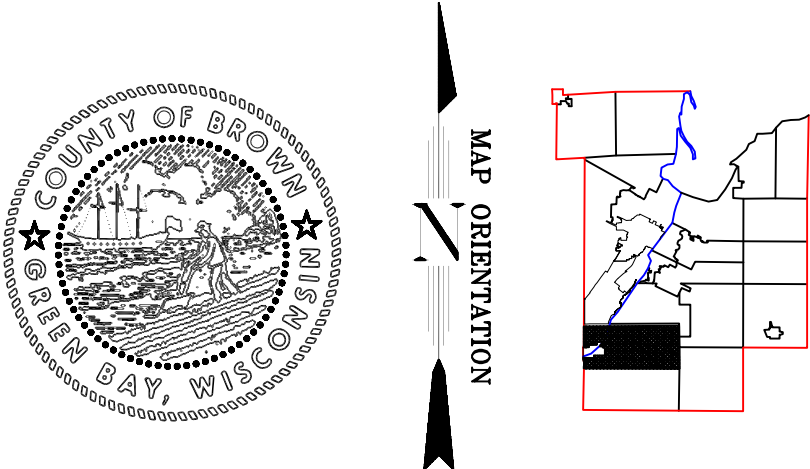 COUNTY OF BROWN
GREEN BAY, WISCONSIN
N
MAP ORIENTATION